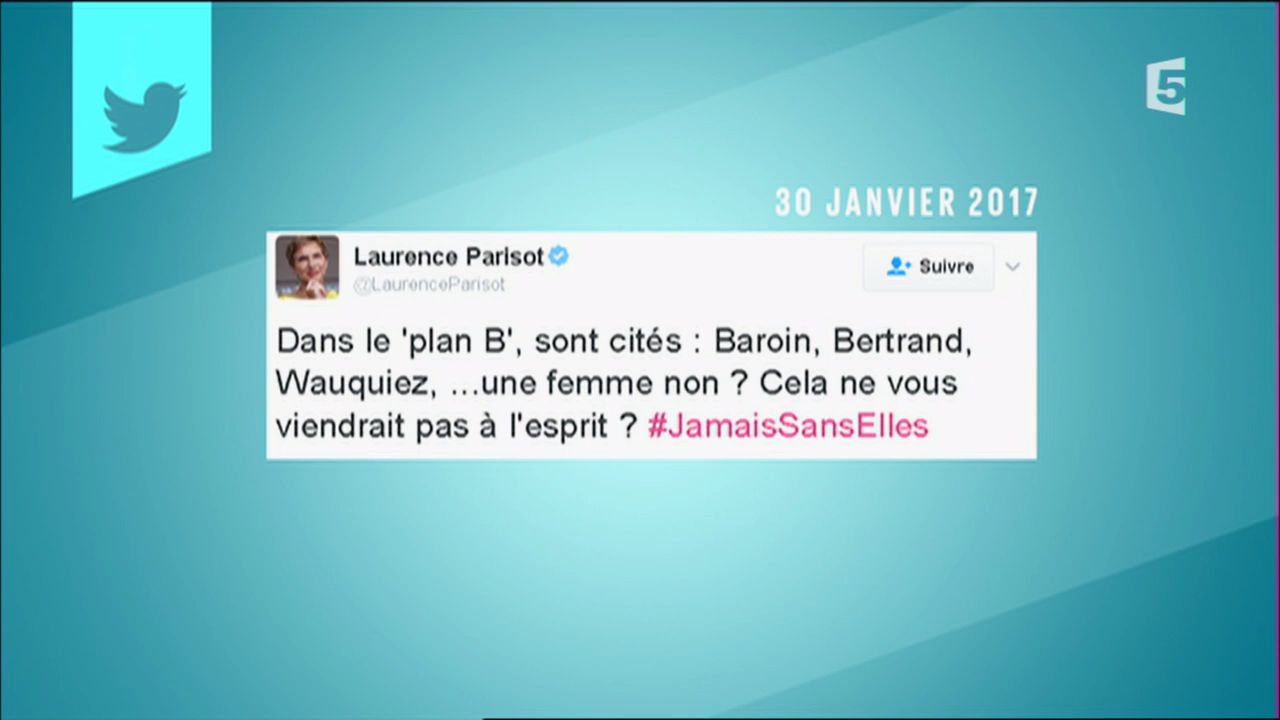 5
30 JANVIER 2017
Laurence Parisot
@LaurenceParisot
Suivre
Dans le 'plan B', sont cités : Baroin, Bertrand,
Wauquiez, ...une femme non ? Cela ne vous
viendrait pas à l'esprit ? #JamaisSansElles